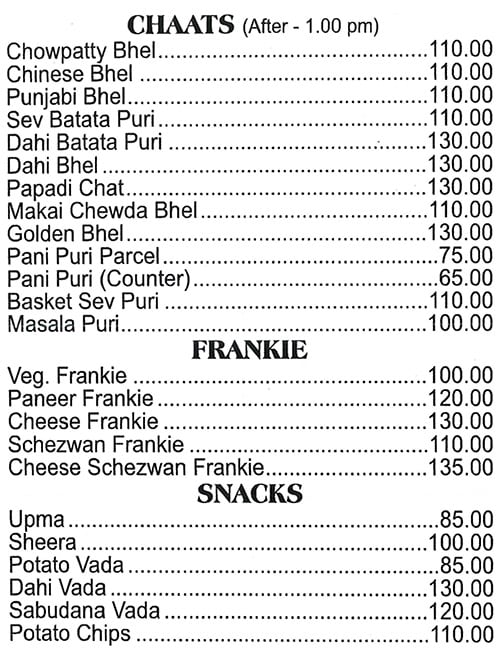 CHAATS (After - 1.00 pm)
Chowpatty Bhel..................................110.00
Chinese Bhel ....................................110.00
Punjabi Bhel.....................................110.00
Sev Batata Puri..................................110.00
Dahi Batata Puri ................................130.00
Dahi Bhel ........................................130.00
Papadi Chat......................................130.00
Makai Chewda Bhel............................110.00
Golden Bhel......................................130.00
Pani Puri Parcel..................................75.00
Pani Puri (Counter)..............................65.00
Basket Sev Puri .................................110.00
Masala Puri.......................................100.00
FRANKIE
Veg. Frankie .....................................100.00
Paneer Frankie ..................................120.00
Cheese Frankie ..................................130.00
Schezwan Frankie ..............................110.00
Cheese Schezwan Frankie.....................135.00
SNACKS
Upma ..............................................85.00
Sheera............................................100.00
Potato Vada ......................................85.00
Dahi Vada ........................................130.00
Sabudana Vada .................................120.00
Potato Chips .....................................110.00